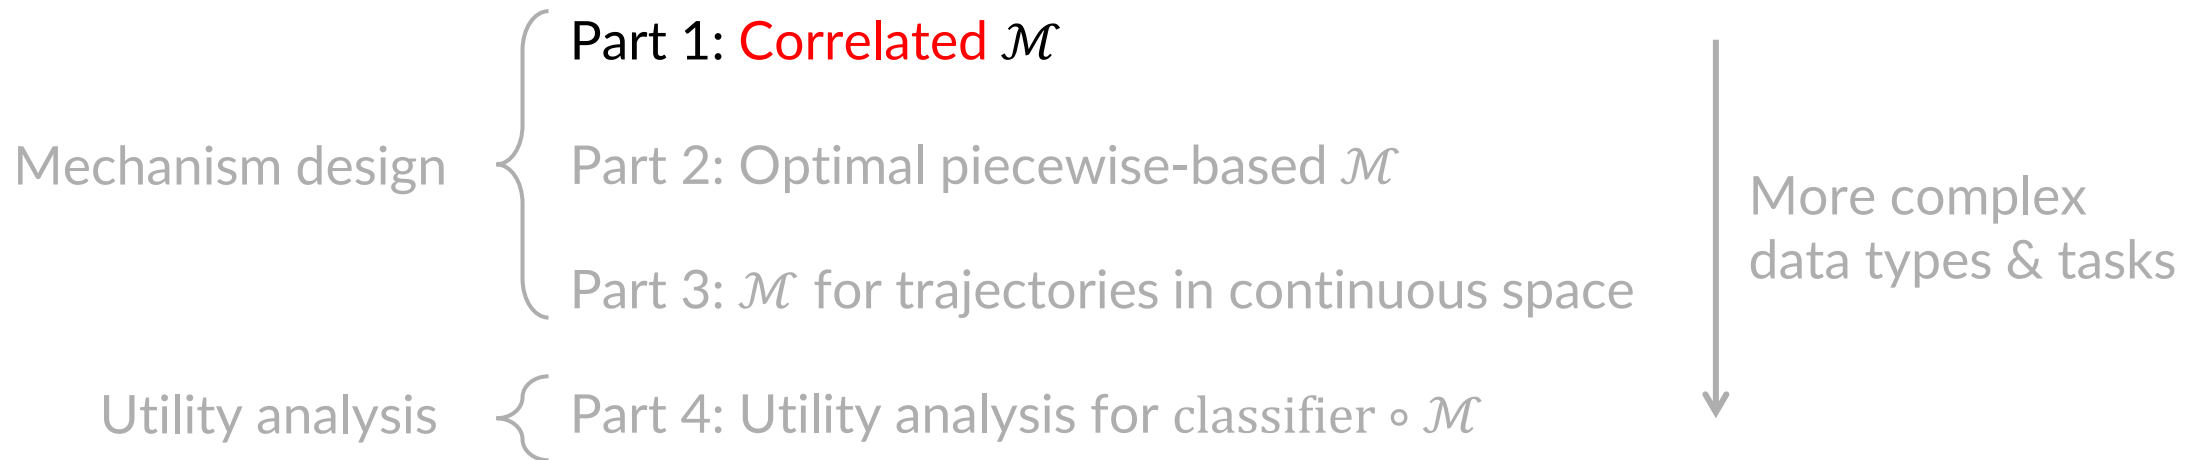 Part 1: Correlated ℳ
Mechanism design
Part 2: Optimal piecewise-based ℳ
Part 3: ℳ for trajectories in continuous space
More complex
data types & tasks
Utility analysis
Part 4: Utility analysis for classifier ∘ ℳ